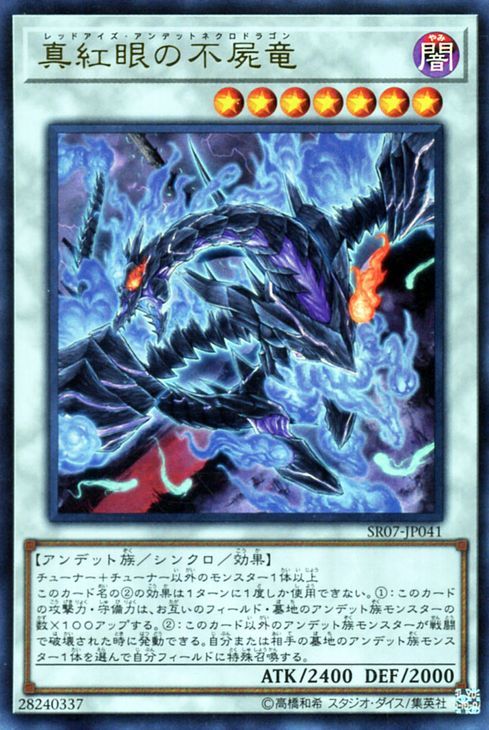 レッドアイズ・アンデットネクロドラゴン
真紅眼の不屍竜
やみ
闇
SR07-JP041
【アンデット族/シンクロ/効果】
チューナー+チューナー以外のモンスター1体以上
このカード名の②の効果は1ターンに1度しか使用できない。①:このカード
の攻撃力・守備力は、お互いのフィールド・墓地のアンデット族モンスターの
数×100アップする。②:このカード以外のアンデット族モンスターが戦闘
で破壊された時に発動できる。自分または相手の墓地のアンデット族モンス
ター1体を選んで自分フィールドに特殊召喚する。
ATK/2400 DEF/2000
28240337
©高橋和希 スタジオ・ダイス/集英社